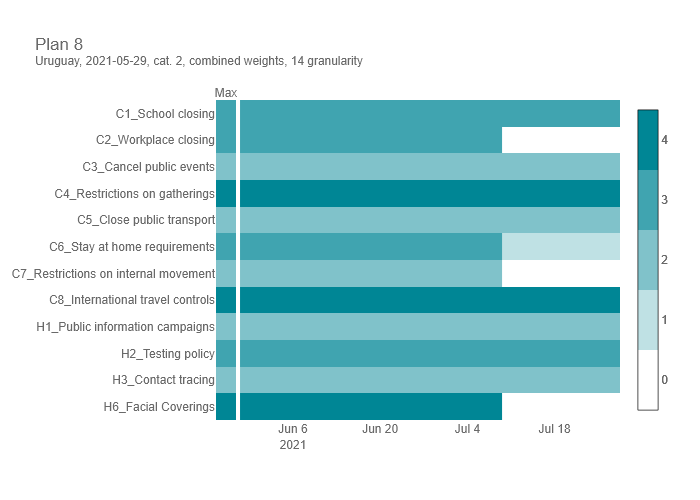 Plan 8
Uruguay, 2021-05-29, cat. 2, combined weights, 14 granularity
Max
C1_School closing
C2_Workplace closing
C3_Cancel public events
C4_Restrictions on gatherings
C5_Close public transport
C6_Stay at home requirements
C7_Restrictions on internal movement
C8_International travel controls
H1_Public information campaigns
H2_Testing policy
H3_Contact tracing
H6_Facial Coverings
Jun 6 Jun 20 Jul 4 Jul 18
2021
4
3
2
1
0